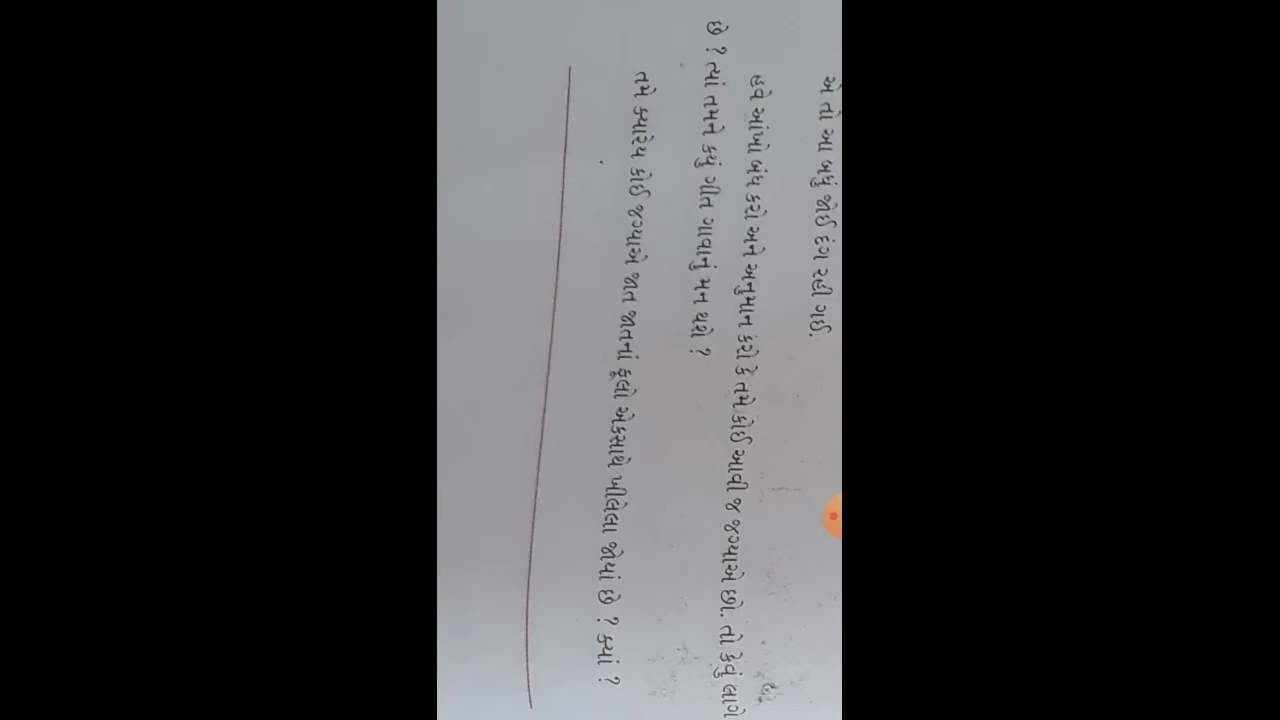 એ તો આ બધું જોઈ દંગ રહી ગઈ.
હવે આંખો બંધ કરો અને અનુમાન કરો કે તમે કોઈ આવી જ જગ્યાએ છો. તો કેવું લાગે
છે ? ત્યાં તમને કયું ગીત ગાવાનું મન થશે ?
તમે ક્યારેય કોઈ જગ્યાએ જાત જાતનાં ફૂલો એકસાથે ખીલેલા જોયાં છે ? ક્યાં ?